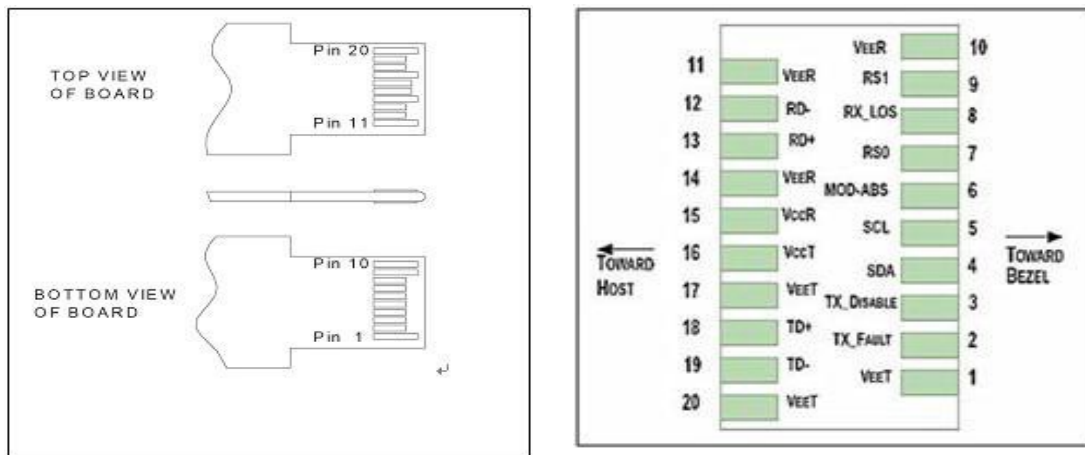 Pin 20
TOP VIEW
OF BOARD
Pin 11
Pin 10
BOTTOM VIEW
OF BOARD
Pin 1
VEER 10
11 VEER
RS1 9
12 RD-
RX_LOS 8
13 RD+
RS0 7
14 VEER
MOD-ABS 6
15 VCCR
SCL 5
16 VCCT
TOWARD
HOST
TOWARD
BEZEL
SDA 4
17 VEET
TX_DISABLE 3
18 TD+
TX_FAULT 2
19 TD-
VEET 1
20 VEET